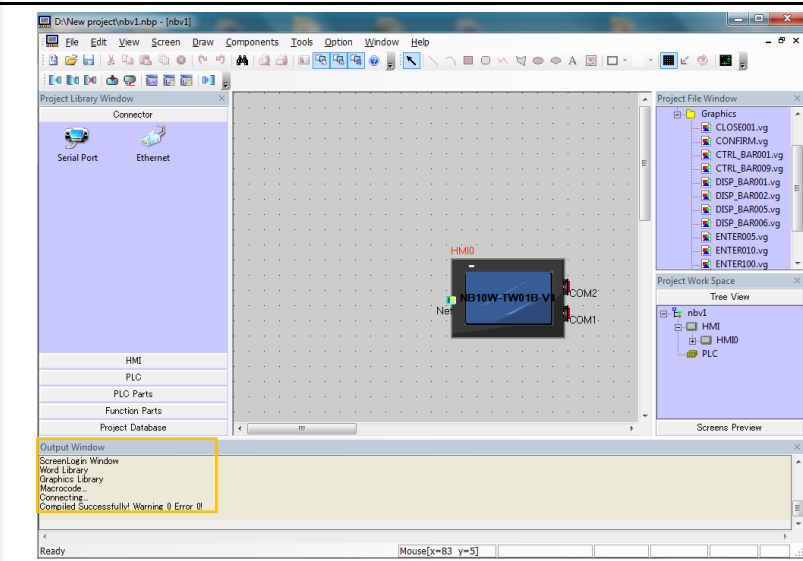 D:\New project\nbv1.nbp - [nbv1]
File Edit View Screen Draw Components Tools Option Window Help
Project Library Window
Connector
Serial Port Ethernet
HMI
PLC
PLC Parts
Function Parts
Project Database
HMI0
NB10W-TW01B-V1
COM2
Net
COM1
Project File Window
Graphics
CLOSE001.vg
CONFIRM.vg
CTRL_BAR001.vg
CTRL_BAR009.vg
DISP_BAR001.vg
DISP_BAR002.vg
DISP_BAR005.vg
DISP_BAR006.vg
ENTER005.vg
ENTER010.vg
ENTER100.vg
Project Work Space
Tree View
nbv1
HMI
HMI0
PLC
Screens Preview
Output Window
ScreenLogin Window
Word Library
Graphics Library
Macrocode...
Connecting...
Compiled Successfully! Warning 0 Error 0!
Ready Mouse[x=83 y=5]